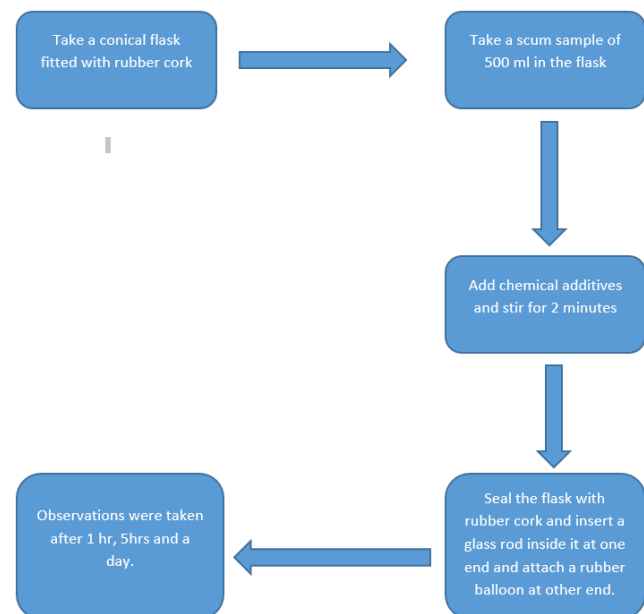 Take a conical flask
fitted with rubber cork
Take a scum sample of
500 ml in the flask
Add chemical additives
and stir for 2 minutes
Seal the flask with
rubber cork and insert a
glass rod inside it at one
end and attach a rubber
balloon at other end.
Observations were taken
after 1 hr, 5hrs and a
day.